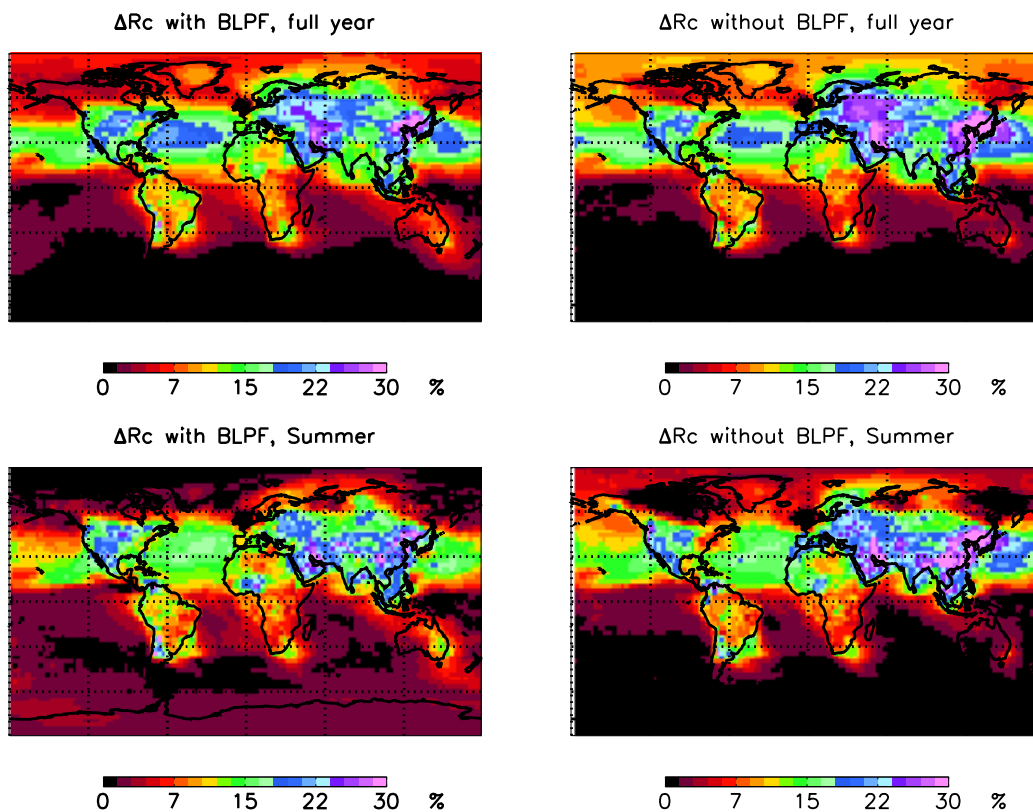 ΔRc with BLPF, full year
ΔRc without BLPF, full year
0 7 15 22 30 %
0 7 15 22 30 %
ΔRc with BLPF, Summer
ΔRc without BLPF, Summer
0 7 15 22 30 %
0 7 15 22 30 %